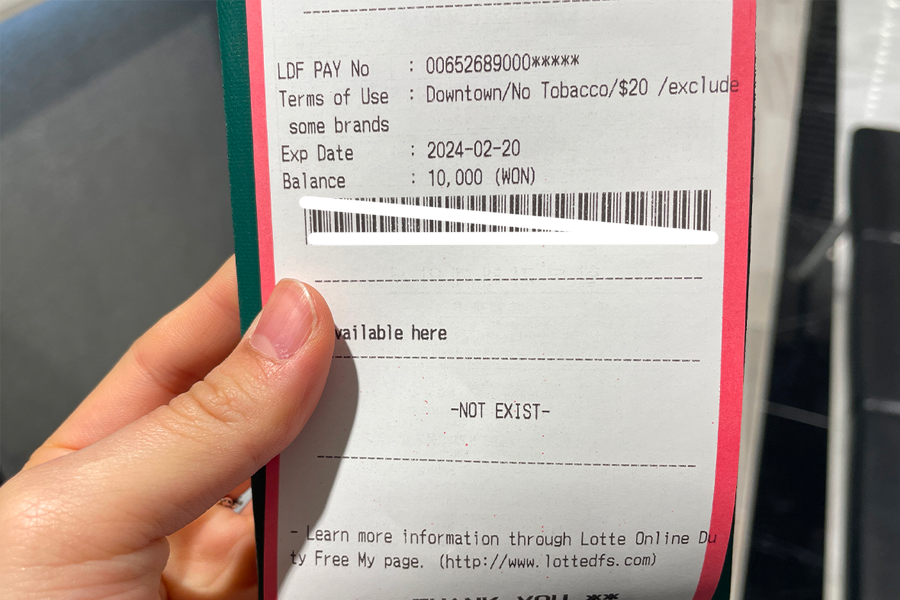 LDF PAY No : 00652689000*****
Terms of Use : Downtown/No Tobacco/$20 /exclude
some brands
Exp Date : 2024-02-20
Balance : 10,000 (WON)
vailable here
-NOT EXIST-
- Learn more information through Lotte Online Du
ty Free My page. (http://www.lottedfs.com)
THANK YOU **